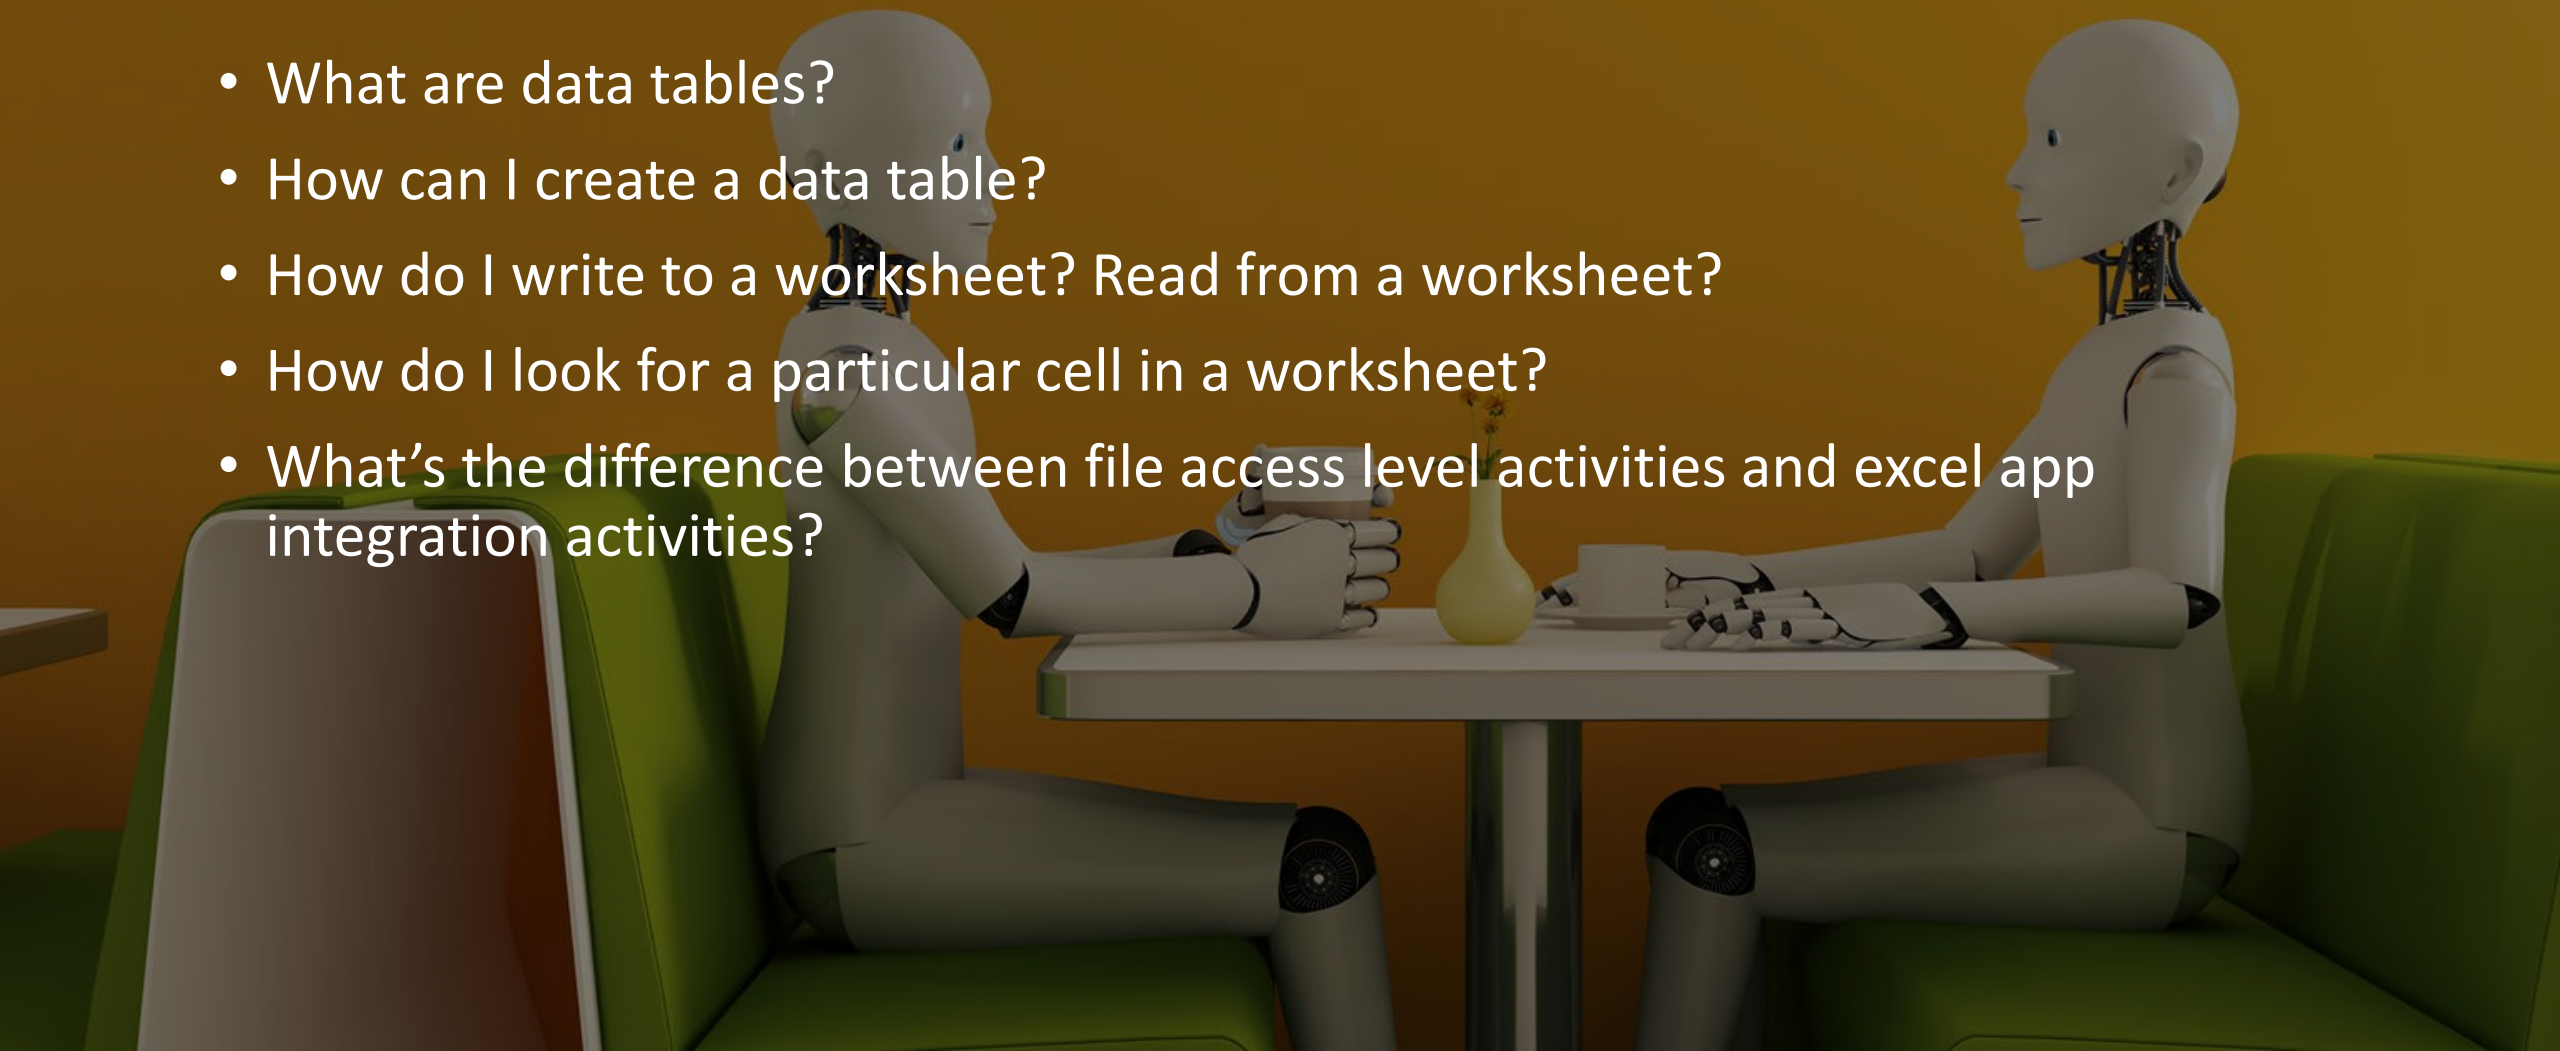 • What are data tables?
• How can I create a data table?
• How do I write to a worksheet? Read from a worksheet?
• How do I look for a particular cell in a worksheet?
• What’s the difference between file access level activities and excel app
integration activities?